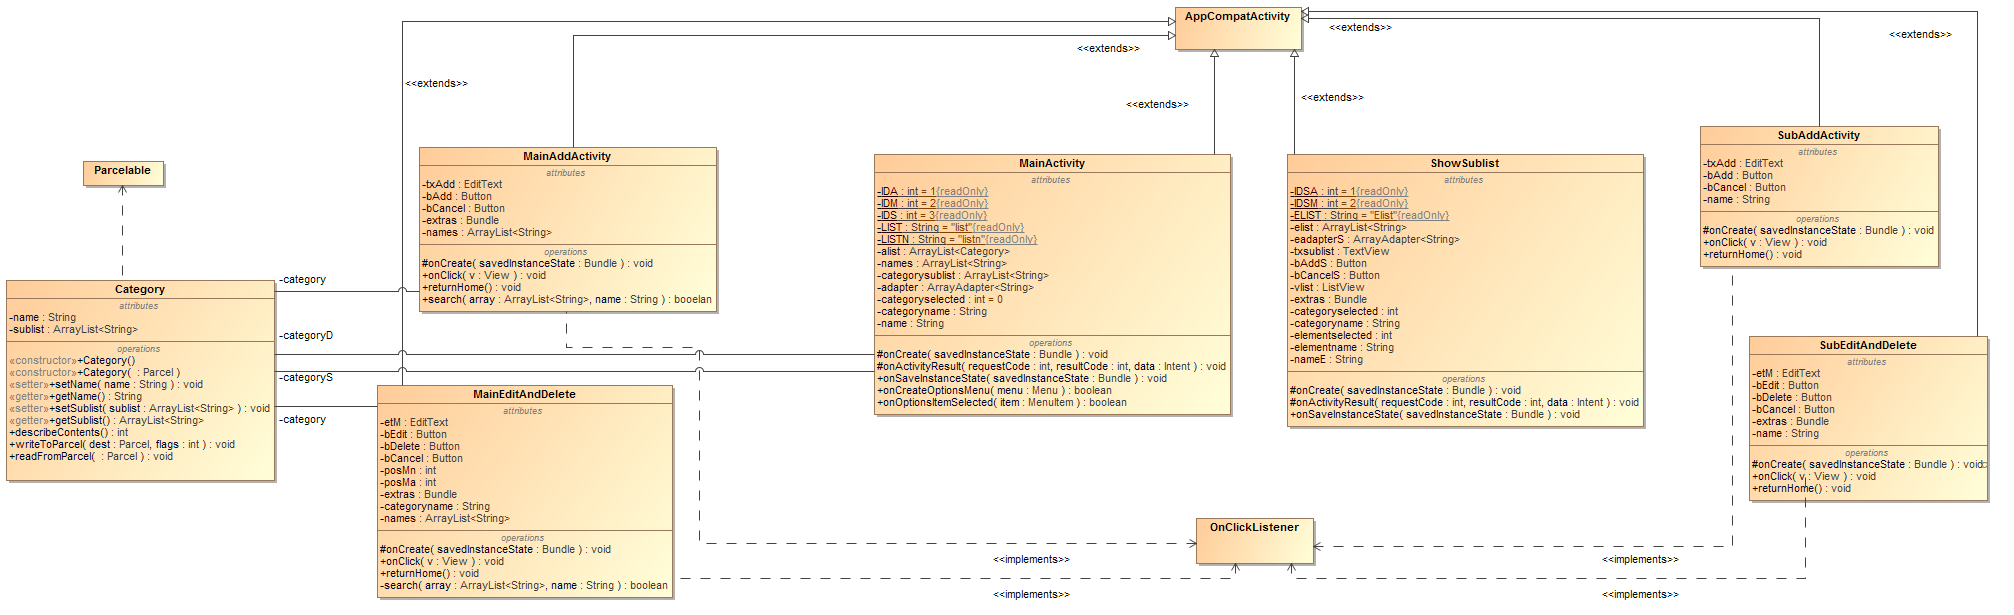 AppCompatActivity
<<extends>>
<<extends>>
<<extends>>
<<extends>>
<<extends>>
<<extends>>
Parcelable
Category
attributes
-name : String
-sublist : ArrayList<String>
operations
«constructor»+Category()
«constructor»+Category( : Parcel )
«setter»+setName( name : String ) : void
«getter»+getName() : String
«setter»+setSublist( sublist : ArrayList<String> ) : void
«getter»+getSublist() : ArrayList<String>
+describeContents() : int
+writeToParcel( dest : Parcel, flags : int ) : void
+readFromParcel( : Parcel ) : void
-category
-categoryD
-categoryS
-category
MainAddActivity
attributes
-txAdd : EditText
-bAdd : Button
-bCancel : Button
-extras : Bundle
-names : ArrayList<String>
operations
#onCreate( savedInstanceState : Bundle ) : void
+onClick( v : View ) : void
+returnHome() : void
+search( array : ArrayList<String>, name : String ) : booelan
MainEditAndDelete
attributes
-etM : EditText
-bEdit : Button
-bDelete : Button
-bCancel : Button
-posMn : int
-posMa : int
-extras : Bundle
-categoryname : String
-names : ArrayList<String>
operations
#onCreate( savedInstanceState : Bundle ) : void
+onClick( v : View ) : void
+returnHome() : void
-search( array : ArrayList<String>, name : String ) : boolean
MainActivity
attributes
-IDA : int = 1{readOnly}
-IDM : int = 2{readOnly}
-IDS : int = 3{readOnly}
-LIST : String = "list"{readOnly}
-LISTN : String = "listn"{readOnly}
-alist : ArrayList<Category>
-names : ArrayList<String>
-categorysublist : ArrayList<String>
-adapter : ArrayAdapter<String>
-categoryselected : int = 0
-categoryname : String
-name : String
operations
#onCreate( savedInstanceState : Bundle ) : void
#onActivityResult( requestCode : int, resultCode : int, data : Intent ) : void
+onSaveInstanceState( savedInstanceState : Bundle ) : void
+onCreateOptionsMenu( menu : Menu ) : boolean
+onOptionsItemSelected( item : MenuItem ) : boolean
ShowSublist
attributes
-IDSA : int = 1{readOnly}
-IDSM : int = 2{readOnly}
-ELIST : String = "Elist"{readOnly}
-elist : ArrayList<String>
-eadapterS : ArrayAdapter<String>
-txsublist : TextView
-bAddS : Button
-bCancelS : Button
-vlist : ListView
-extras : Bundle
-categoryselected : int
-categoryname : String
-elementselected : int
-elementname : String
-nameE : String
operations
#onCreate( savedInstanceState : Bundle ) : void
#onActivityResult( requestCode : int, resultCode : int, data : Intent ) : void
+onSaveInstanceState( savedInstanceState : Bundle ) : void
SubAddActivity
attributes
-txAdd : EditText
-bAdd : Button
-bCancel : Button
-name : String
operations
#onCreate( savedInstanceState : Bundle ) : void
+onClick( v : View ) : void
+returnHome() : void
SubEditAndDelete
attributes
-etM : EditText
-bEdit : Button
-bDelete : Button
-bCancel : Button
-extras : Bundle
-name : String
operations
#onCreate( savedInstanceState : Bundle ) : void
+onClick( v : View ) : void
+returnHome() : void
OnClickListener
<<implements>>
<<implements>>
<<implements>>
<<implements>>